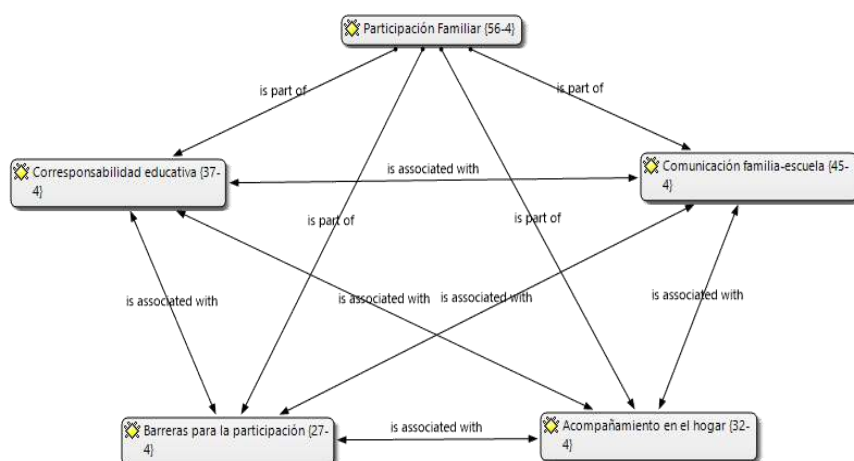 Participación Familiar {56-4}
is part of
is part of
Corresponsabilidad educativa {37-
4}
is associated with
Comunicación familia-escuela {45-
4}
is part of
is part of
is associated with
is associated with
is associated with
is associated with
Barreras para la participación {27-
4}
is associated with
Acompañamiento en el hogar {32-
4}